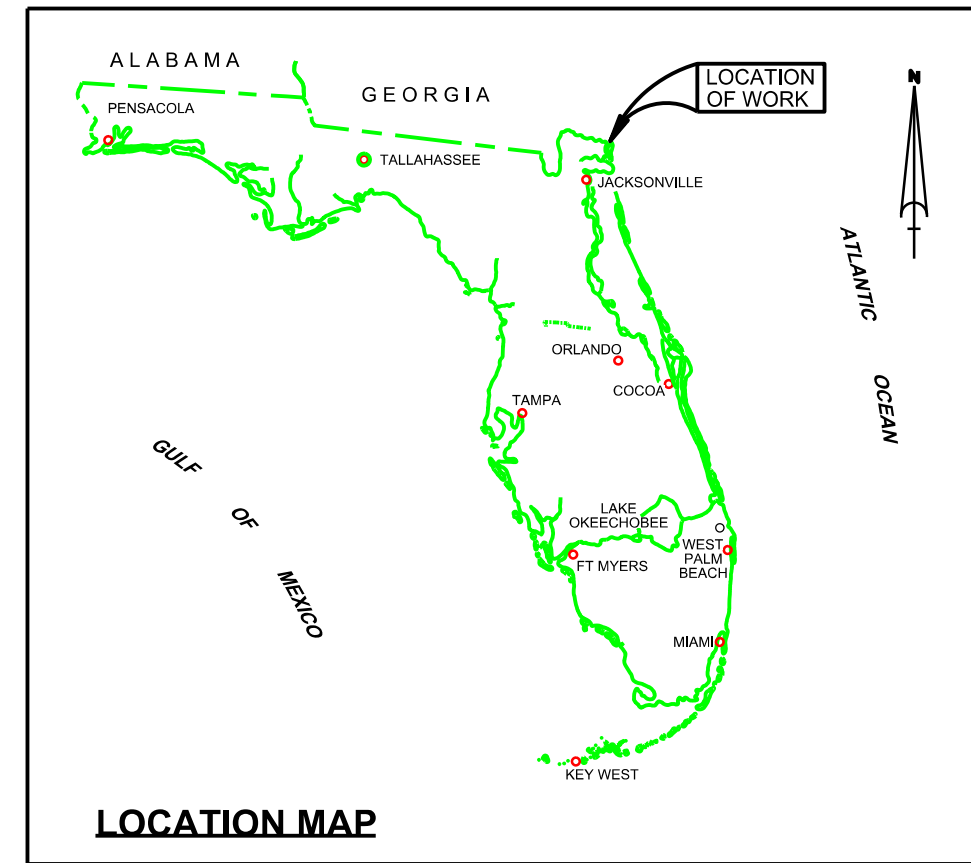 ALABAMA
GEORGIA
LOCATION
OF WORK
N
PENSACOLA
TALLAHASSEE
JACKSONVILLE
ATLANTIC
OCEAN
ORLANDO
COCOA
TAMPA
GULF
OF
MEXICO
LAKE
OKEECHOBEE
WEST
PALM
BEACH
FT MYERS
MIAMI
KEY WEST
LOCATION MAP